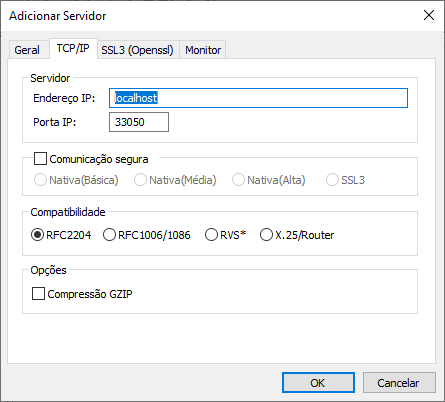 Adicionar Servidor
Geral TCP/IP SSL3 (Openssl) Monitor
Servidor
Endereço IP: localhost
Porta IP: 33050
Comunicação segura
Nativa(Básica) Nativa(Média) Nativa(Alta) SSL3
Compatibilidade
RFC2204 RFC1006/1086 RVS* X.25/Router
Opções
Compressão GZIP
OK Cancelar